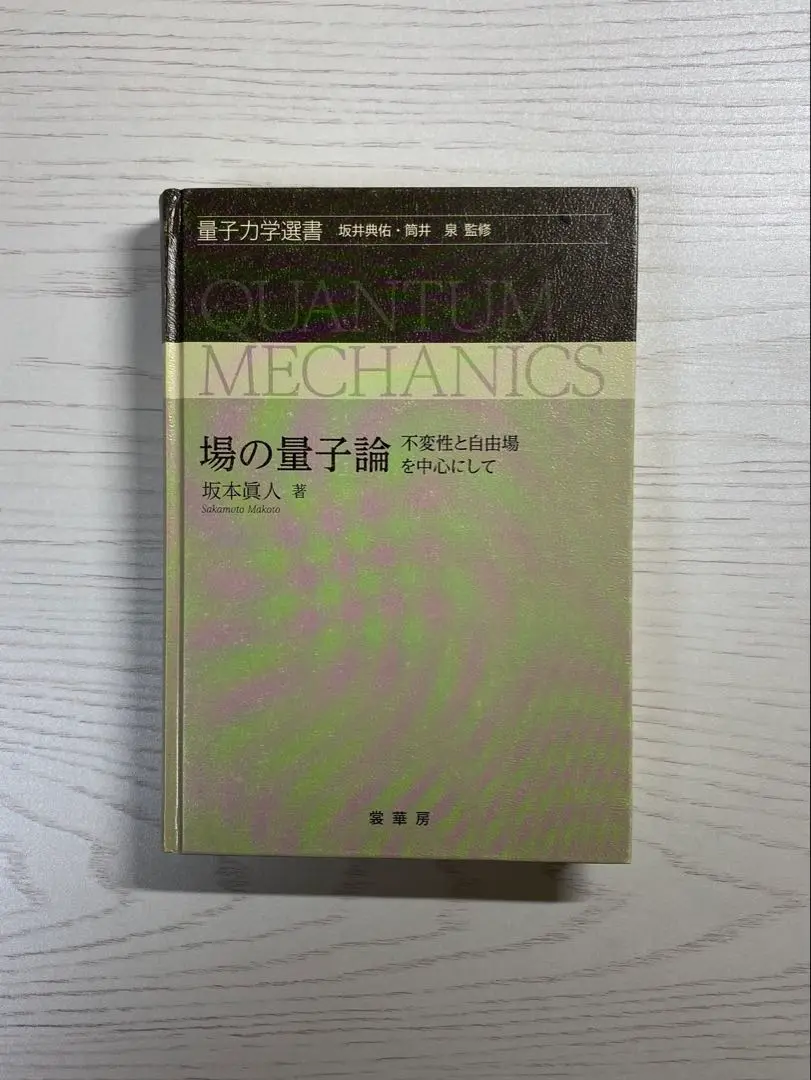 量子力学選書 坂井典佑・筒井 泉 監修
QUANTUM
MECHANICS
場の量子論 不変性と自由場
を中心にして
坂本眞人 著
Sakamoto Makoto
裳華房